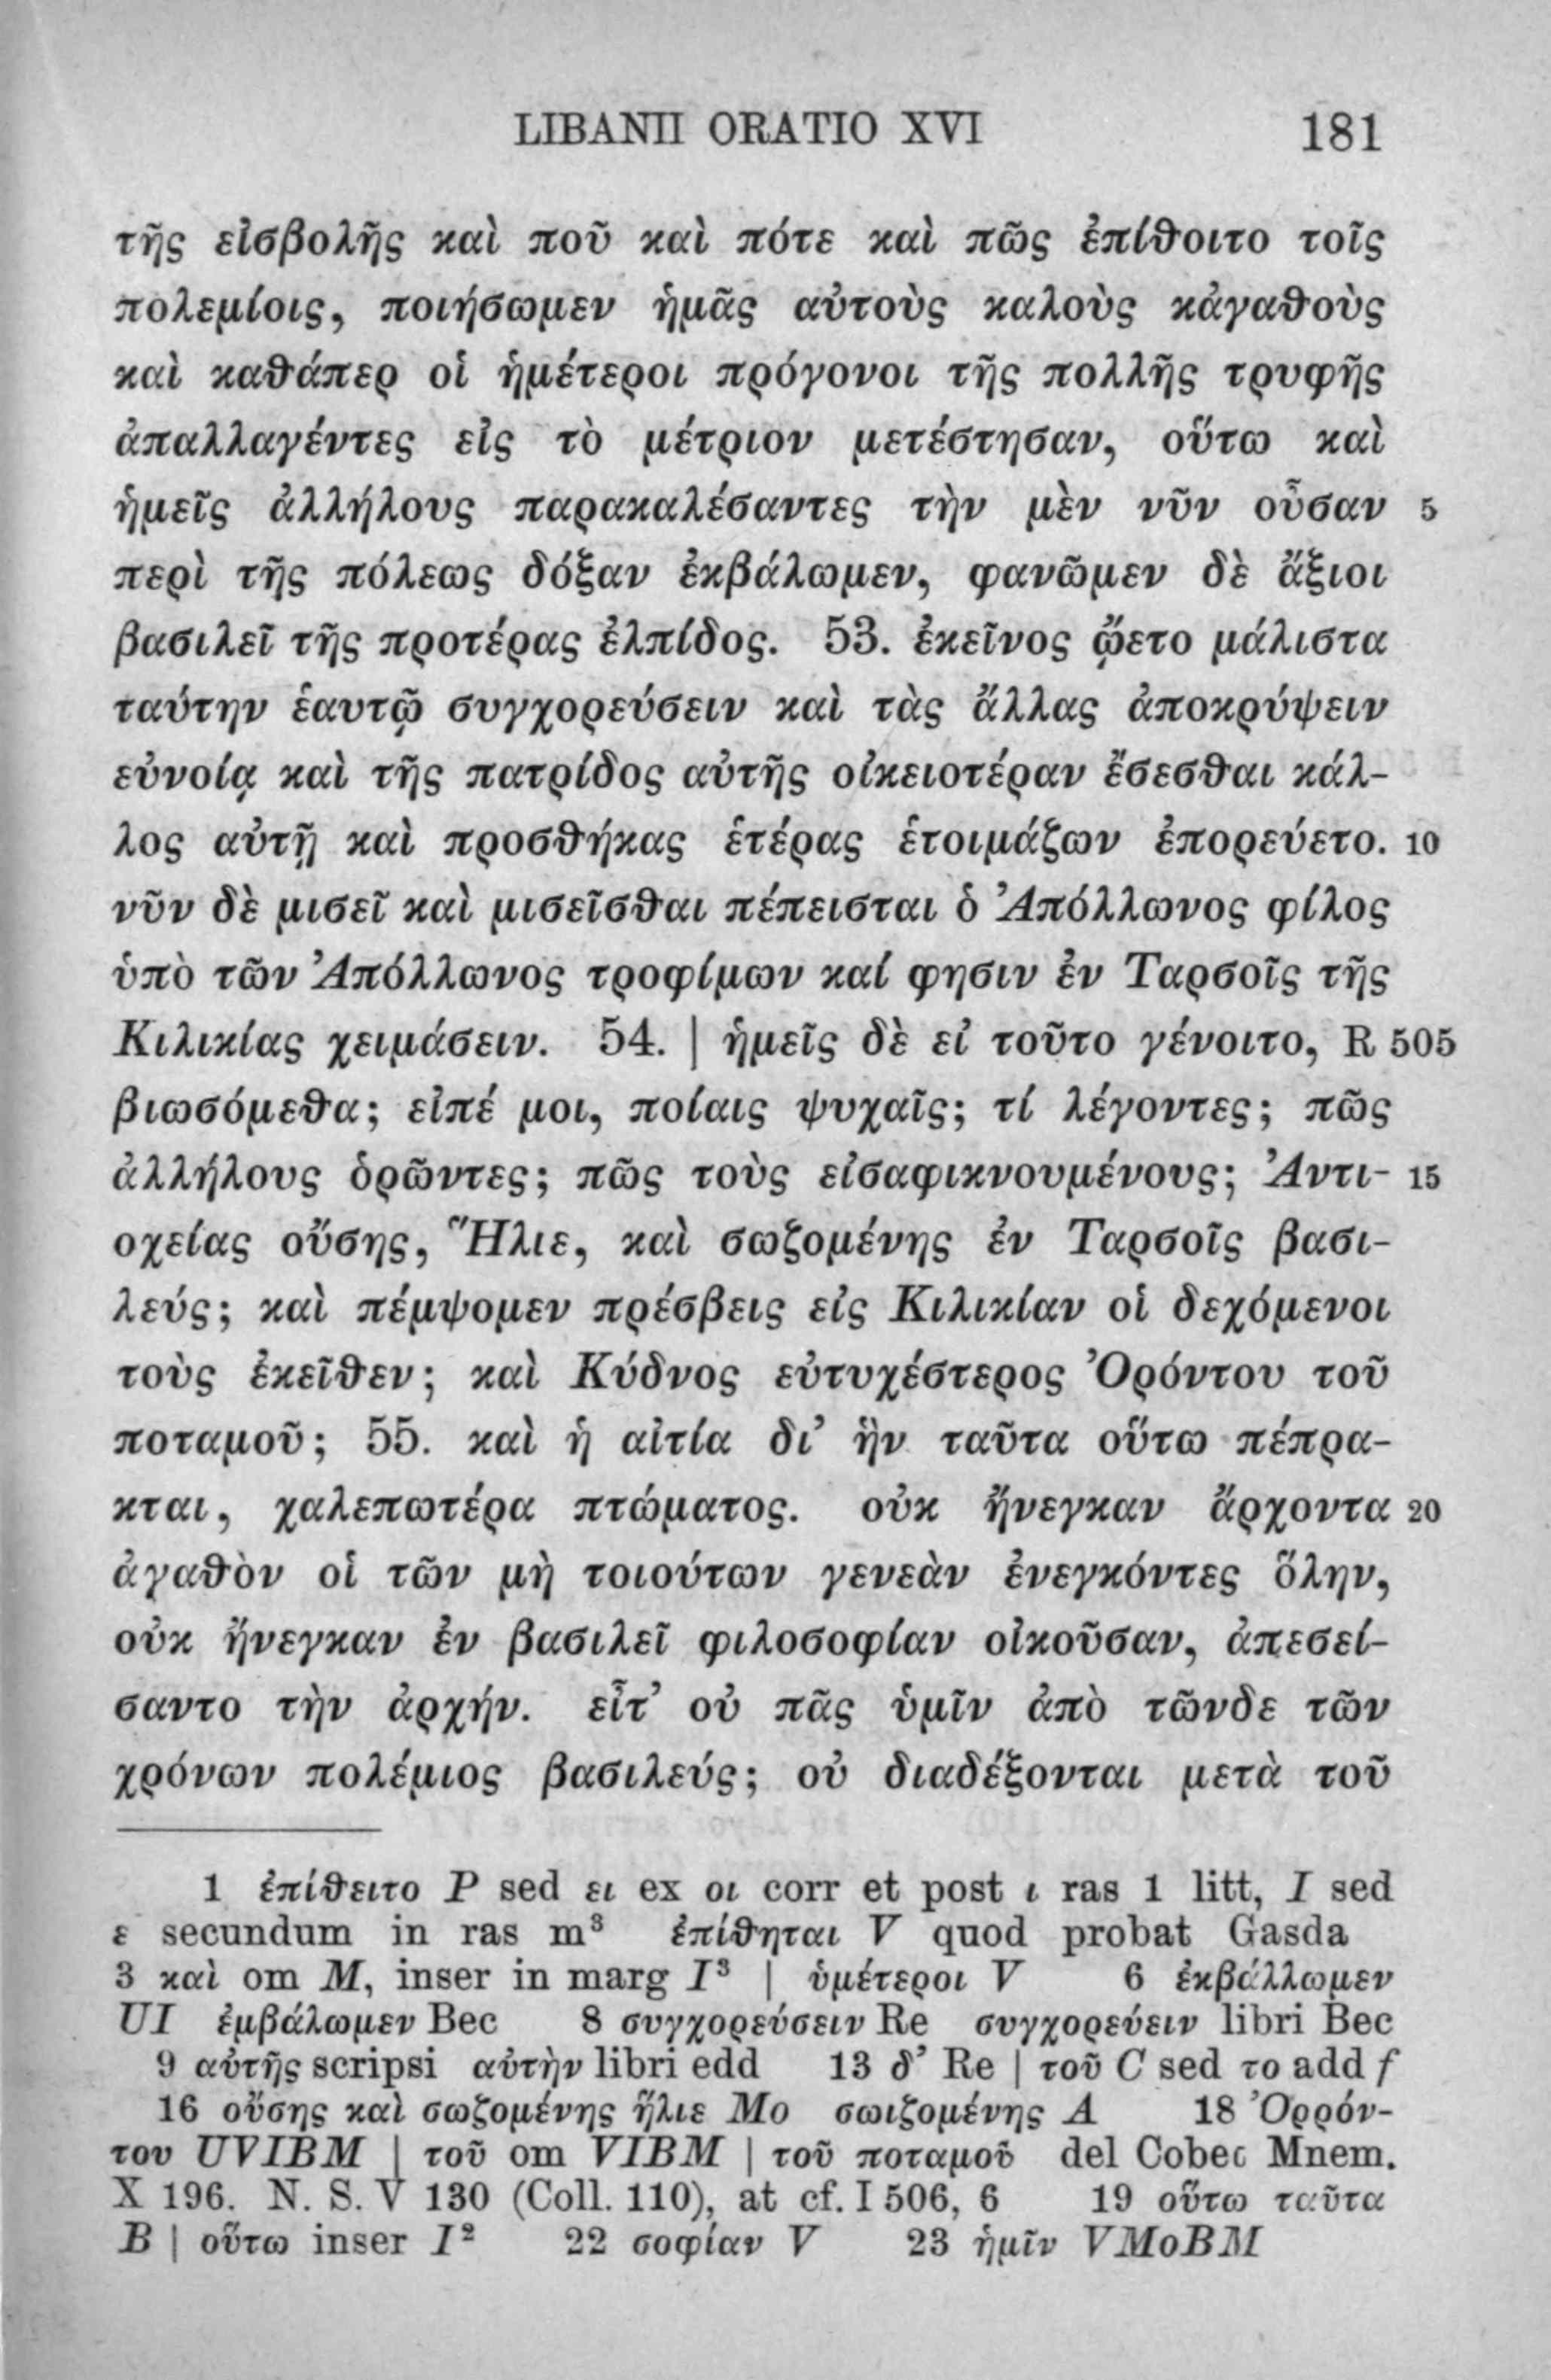 LIBANII ORATIO XVI 181
τῆς εἰσβολῆς καὶ ποῦ καὶ πότε καὶ πῶς ἐπίθοιτο τοῖς
πολεμίοις, ποιήσωμεν ἡμᾶς αὐτοὺς καλοὺς κἀγαθοὺς
καὶ καθάπερ οἱ ἡμέτεροι πρόγονοι τῆς πολλῆς τρυφῆς
ἀπαλλαγέντες εἰς τὸ μέτριον μετέστησαν, οὕτω καὶ
ἡμεῖς ἀλλήλους παρακαλέσαντες τὴν μὲν νῦν οὖσαν 5
περὶ τῆς πόλεως δόξαν ἐκβάλωμεν, φανῶμεν δὲ ἄξιοι
βασιλεῖ τῆς προτέρας ἐλπίδος. 53. ἐκεῖνος ᾤετο μάλιστα
ταύτην ἑαυτῷ συγχορεύσειν καὶ τὰς ἄλλας ἀποκρύψειν
εὐνοίᾳ καὶ τῆς πατρίδος αὐτῆς οἰκειοτέραν ἔσεσθαι κάλ-
λος αὐτῇ καὶ προσθήκας ἑτέρας ἑτοιμάζων ἐπορεύετο. 10
νῦν δὲ μισεῖ καὶ μισεῖσθαι πέπεισται ὁ Ἀπόλλωνος φίλος
ὑπὸ τῶν Ἀπόλλωνος τροφίμων καί φησιν ἐν Ταρσοῖς τῆς
Κιλικίας χειμάσειν. 54. | ἡμεῖς δὲ εἰ τοῦτο γένοιτο, R 505
βιωσόμεθα; εἰπέ μοι, ποίαις ψυχαῖς; τί λέγοντες; πῶς
ἀλλήλους ὁρῶντες; πῶς τοὺς εἰσαφικνουμένους; Ἀντι- 15
οχείας οὔσης, Ἥλιε, καὶ σωζομένης ἐν Ταρσοῖς βασι-
λεύς; καὶ πέμψομεν πρέσβεις εἰς Κιλικίαν οἱ δεχόμενοι
τοὺς ἐκεῖθεν; καὶ Κύδνος εὐτυχέστερος Ὀρόντου τοῦ
ποταμοῦ; 55. καὶ ἡ αἰτία δι’ ἣν ταῦτα οὕτω πέπρα-
κται, χαλεπωτέρα πτώματος. οὐκ ἤνεγκαν ἄρχοντα 20
ἀγαθὸν οἱ τῶν μὴ τοιούτων γενεὰν ἐνεγκόντες ὅλην,
οὐκ ἤνεγκαν ἐν βασιλεῖ φιλοσοφίαν οἰκοῦσαν, ἀπεσεί-
σαντο τὴν ἀρχήν. εἶτ’ οὐ πᾶς ὑμῖν ἀπὸ τῶνδε τῶν
χρόνων πολέμιος βασιλεύς; οὐ διαδέξονται μετὰ τοῦ
1 ἐπίθειτο P sed ει ex οι corr et post ι ras 1 litt, I sed
ε secundum in ras m³ ἐπίθηται V quod probat Gasda
3 καὶ om M, inser in marg I³ | ὑμέτεροι V 6 ἐκβάλλωμεν
UI ἐμβάλωμεν Bec 8 συγχορεύσειν Re συγχορεύειν libri Bec
9 αὐτῆς scripsi αὐτὴν libri edd 13 δ’ Re | τοῦ C sed το add f
16 οὔσης καὶ σωζομένης ἥλιε Mo σωιζομένης A 18 Ὀρρόν-
του UVIBM | τοῦ om VIBM | τοῦ ποταμοῦ del Cobec Mnem.
X 196. N. S. V 130 (Coll. 110), at cf. I 506, 6 19 οὕτω ταῦτα
B | οὕτω inser I² 22 σοφίαν V 23 ἡμῖν VMoBM